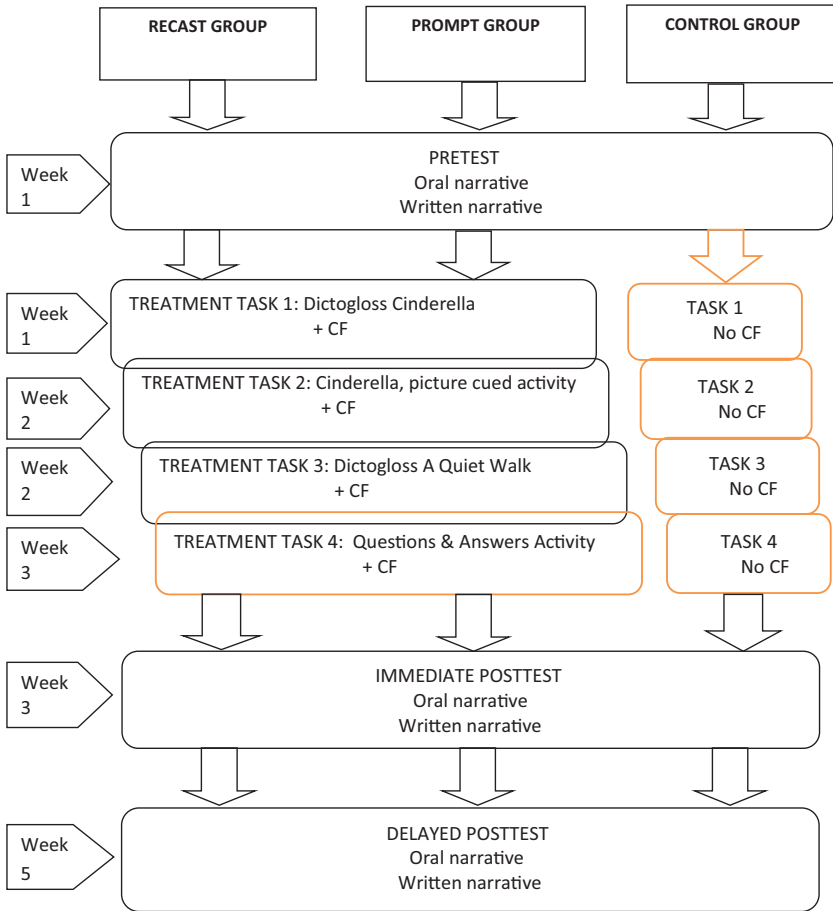 RECAST GROUP
PROMPT GROUP
CONTROL GROUP
Week
1
PRETEST
Oral narrative
Written narrative
Week
1
TREATMENT TASK 1: Dictogloss Cinderella
+ CF
TASK 1
No CF
Week
2
TREATMENT TASK 2: Cinderella, picture cued activity
+ CF
TASK 2
No CF
Week
2
TREATMENT TASK 3: Dictogloss A Quiet Walk
+ CF
TASK 3
No CF
Week
3
TREATMENT TASK 4: Questions & Answers Activity
+ CF
TASK 4
No CF
Week
3
IMMEDIATE POSTTEST
Oral narrative
Written narrative
Week
5
DELAYED POSTTEST
Oral narrative
Written narrative